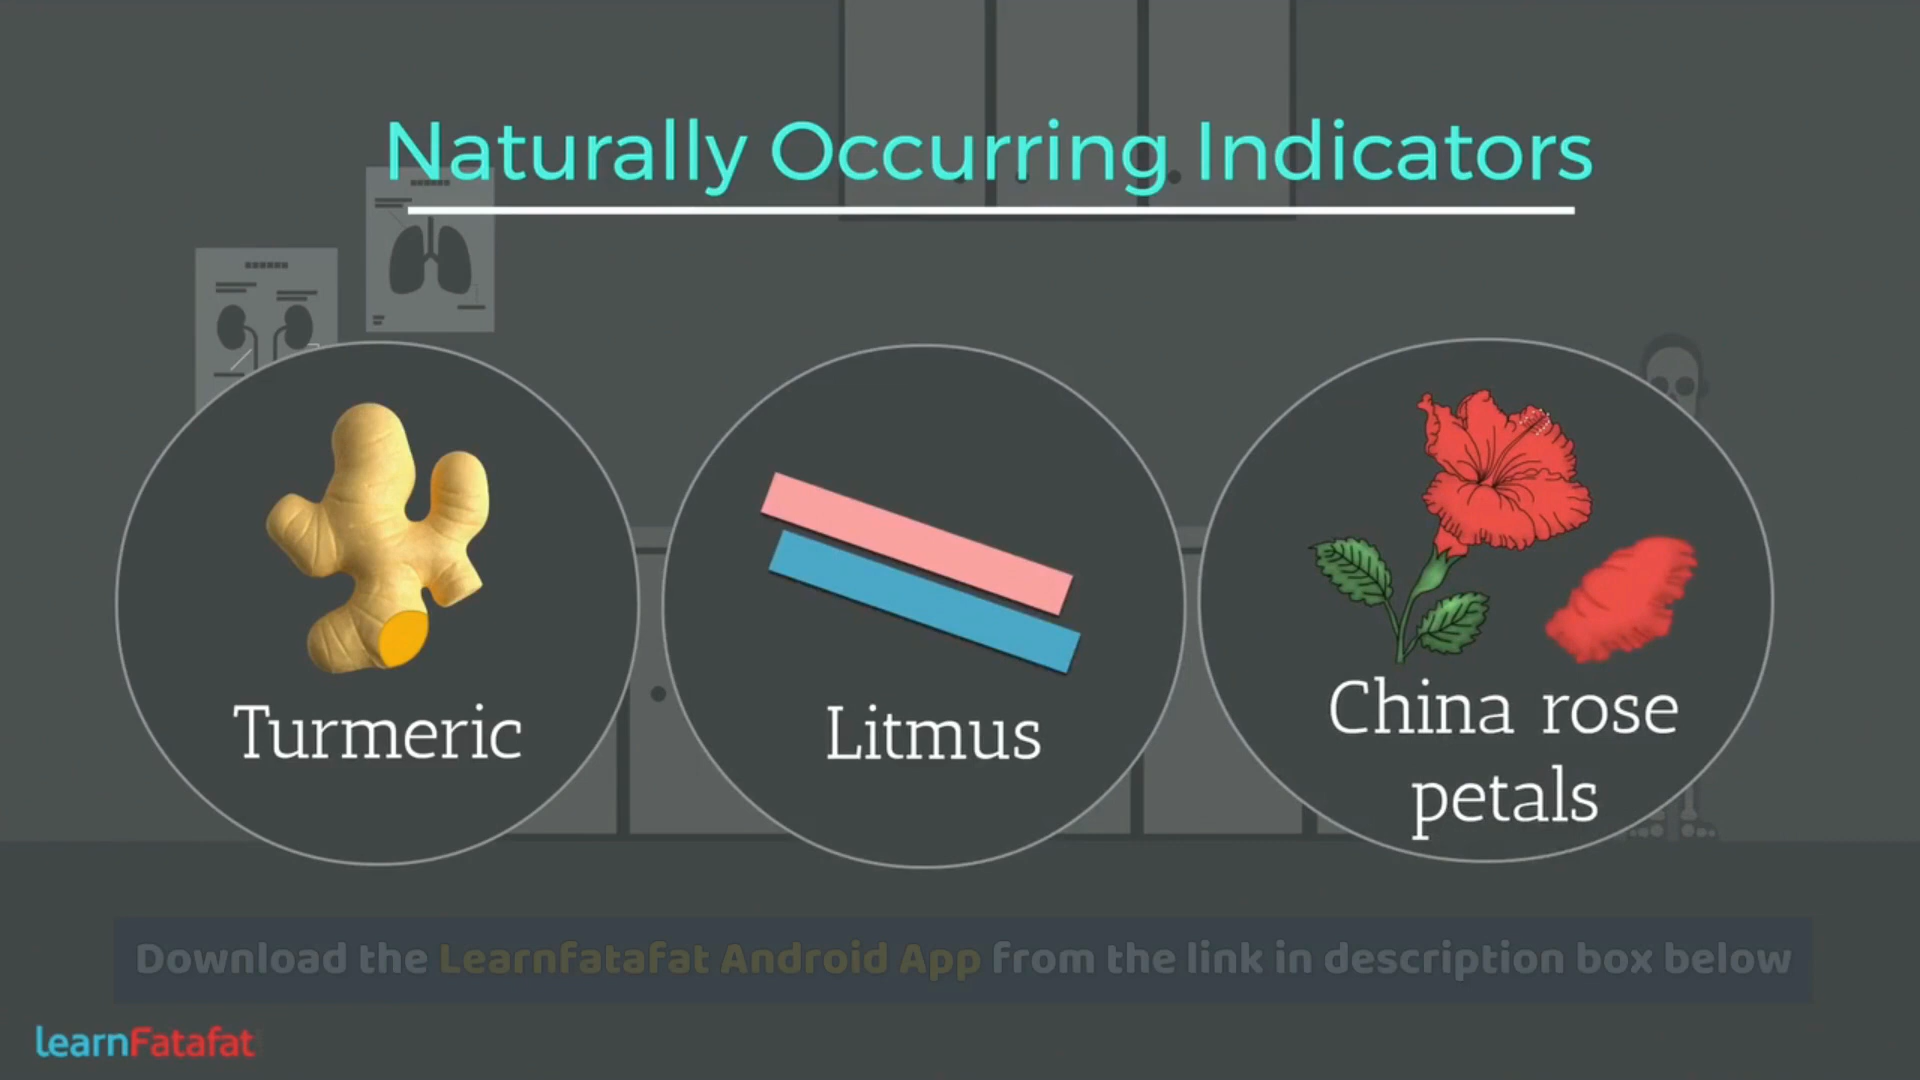 Naturally Occurring Indicators
Turmeric
Litmus
China rose
petals
Download the LearnFatafat Android App from the link in description box below
learnFatafat